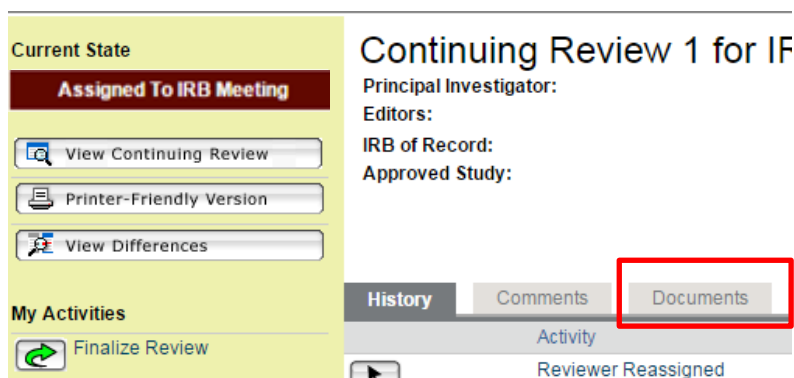 Current State
Assigned To IRB Meeting
View Continuing Review
Printer-Friendly Version
View Differences
My Activities
Finalize Review
Continuing Review 1 for
Principal Investigator:
Editors:
IRB of Record:
Approved Study:
History Comments Documents
Activity
Reviewer Reassigned